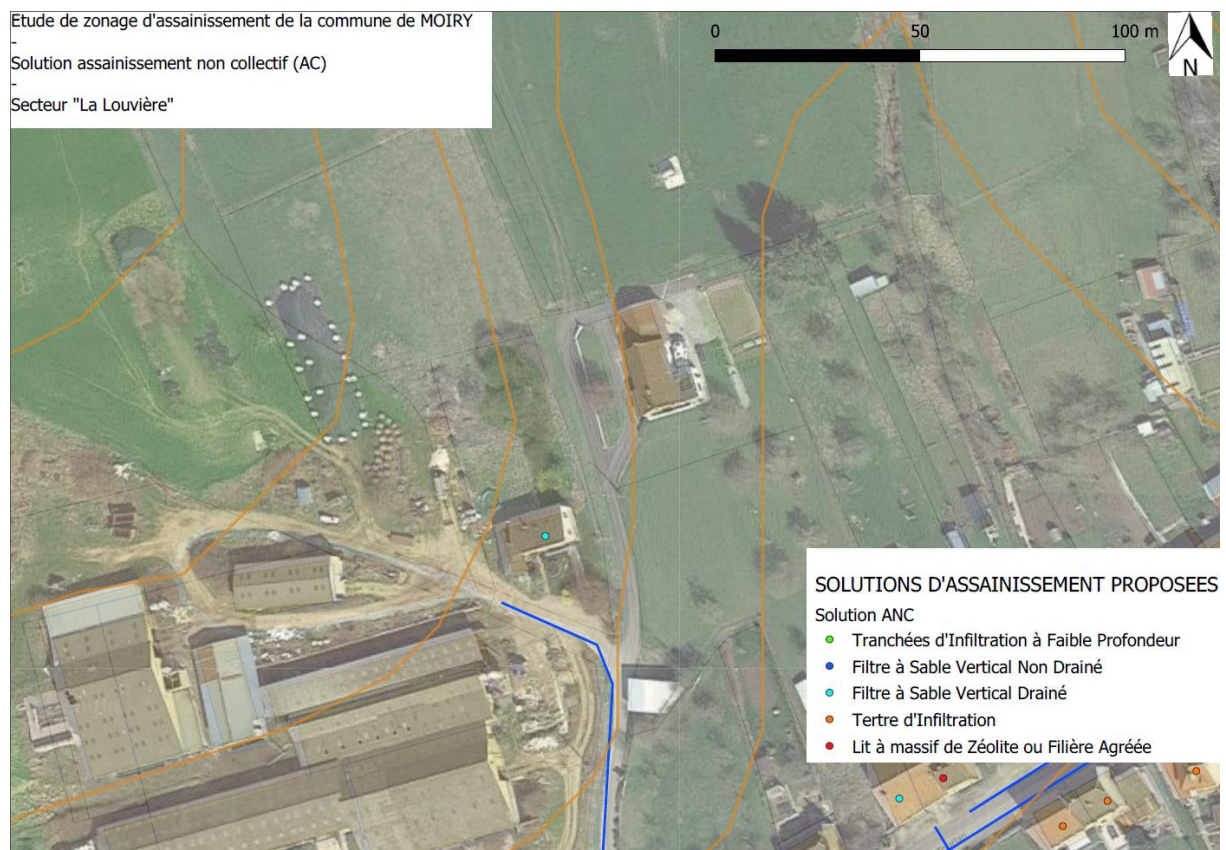 Etude de zonage d'assainissement de la commune de MOIRY
-
Solution assainissement non collectif (AC)
-
Secteur "La Louvière"
0 50 100 m
N
SOLUTIONS D'ASSAINISSEMENT PROPOSEES
Solution ANC
Tranchées d'Infiltration à Faible Profondeur
Filtre à Sable Vertical Non Drainé
Filtre à Sable Vertical Drainé
Tertre d'Infiltration
Lit à massif de Zéolite ou Filière Agréée